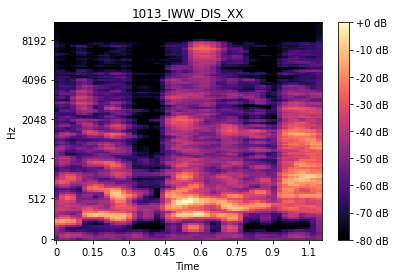 1013_IWW_DIS_XX
Hz
8192
4096
2048
1024
512
0
0 0.15 0.3 0.45 0.6 0.75 0.9 1.1
Time
+0 dB
-10 dB
-20 dB
-30 dB
-40 dB
-50 dB
-60 dB
-70 dB
-80 dB